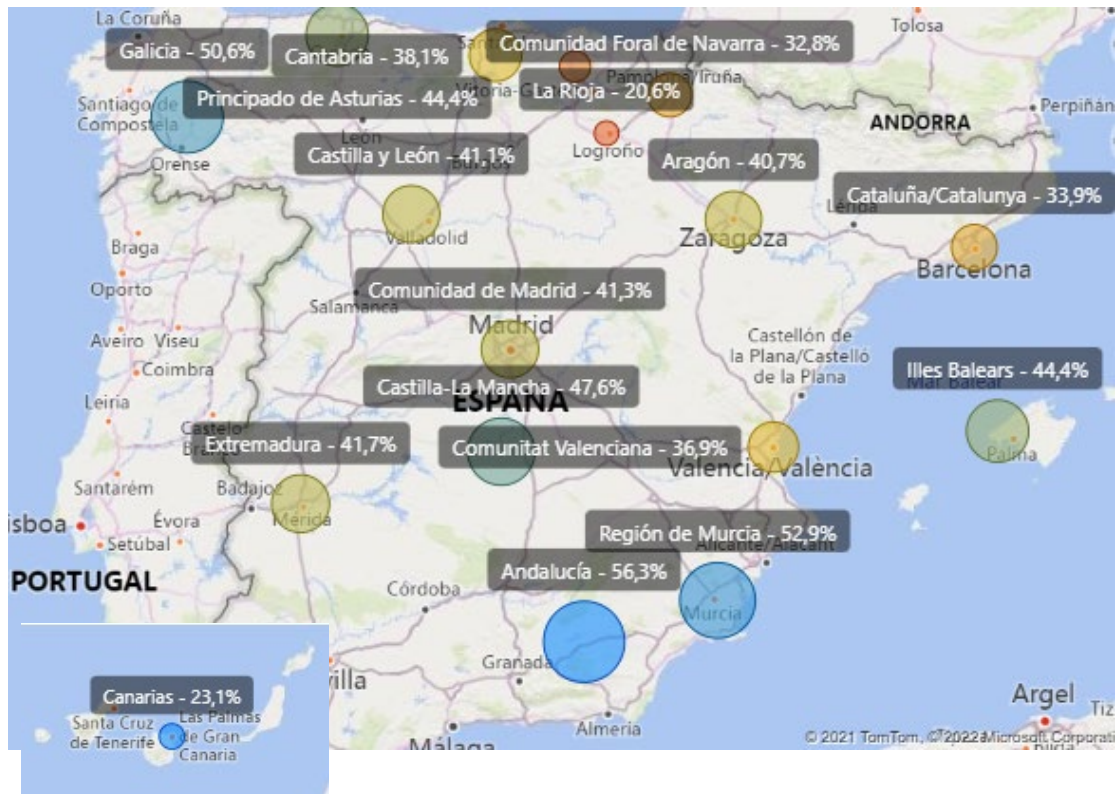 La Coruña
Tolosa
Galicia - 50,6%
Cantabria - 38,1%
Comunidad Foral de Navarra - 32,8%
Pamplona/Iruña
Santiago de
Compostela
Principado de Asturias - 44,4%
La Rioja - 20,6%
Perpiñán
ANDORRA
León
Orense
Castilla y León - 41,1%
Burgos
Logroño
Aragón - 40,7%
Cataluña/Catalunya - 33,9%
Braga
Valladolid
Zaragoza
Barcelona
Oporto
Comunidad de Madrid - 41,3%
Salamanca
Madrid
Aveiro
Viseu
Castellón de
la Plana/Castelló
de la Plana
Coimbra
Illes Balears - 44,4%
Mar Balear
Leiria
Castilla-La Mancha - 47,6%
ESPAÑA
Extremadura - 41,7%
Comunitat Valenciana - 36,9%
Palma
Valencia/València
Santarém
Badajoz
Mérida
isboa
Évora
Setúbal
Región de Murcia - 52,9%
Alicante/Alacant
Andalucía - 56,3%
PORTUGAL
Córdoba
Murcia
Granada
villa
Almería
Málaga
Argel
Canarias - 23,1%
Santa Cruz
de Tenerife
Las Palmas
de Gran
Canaria
© 2021 TomTom, © 2022 Microsoft Corporati